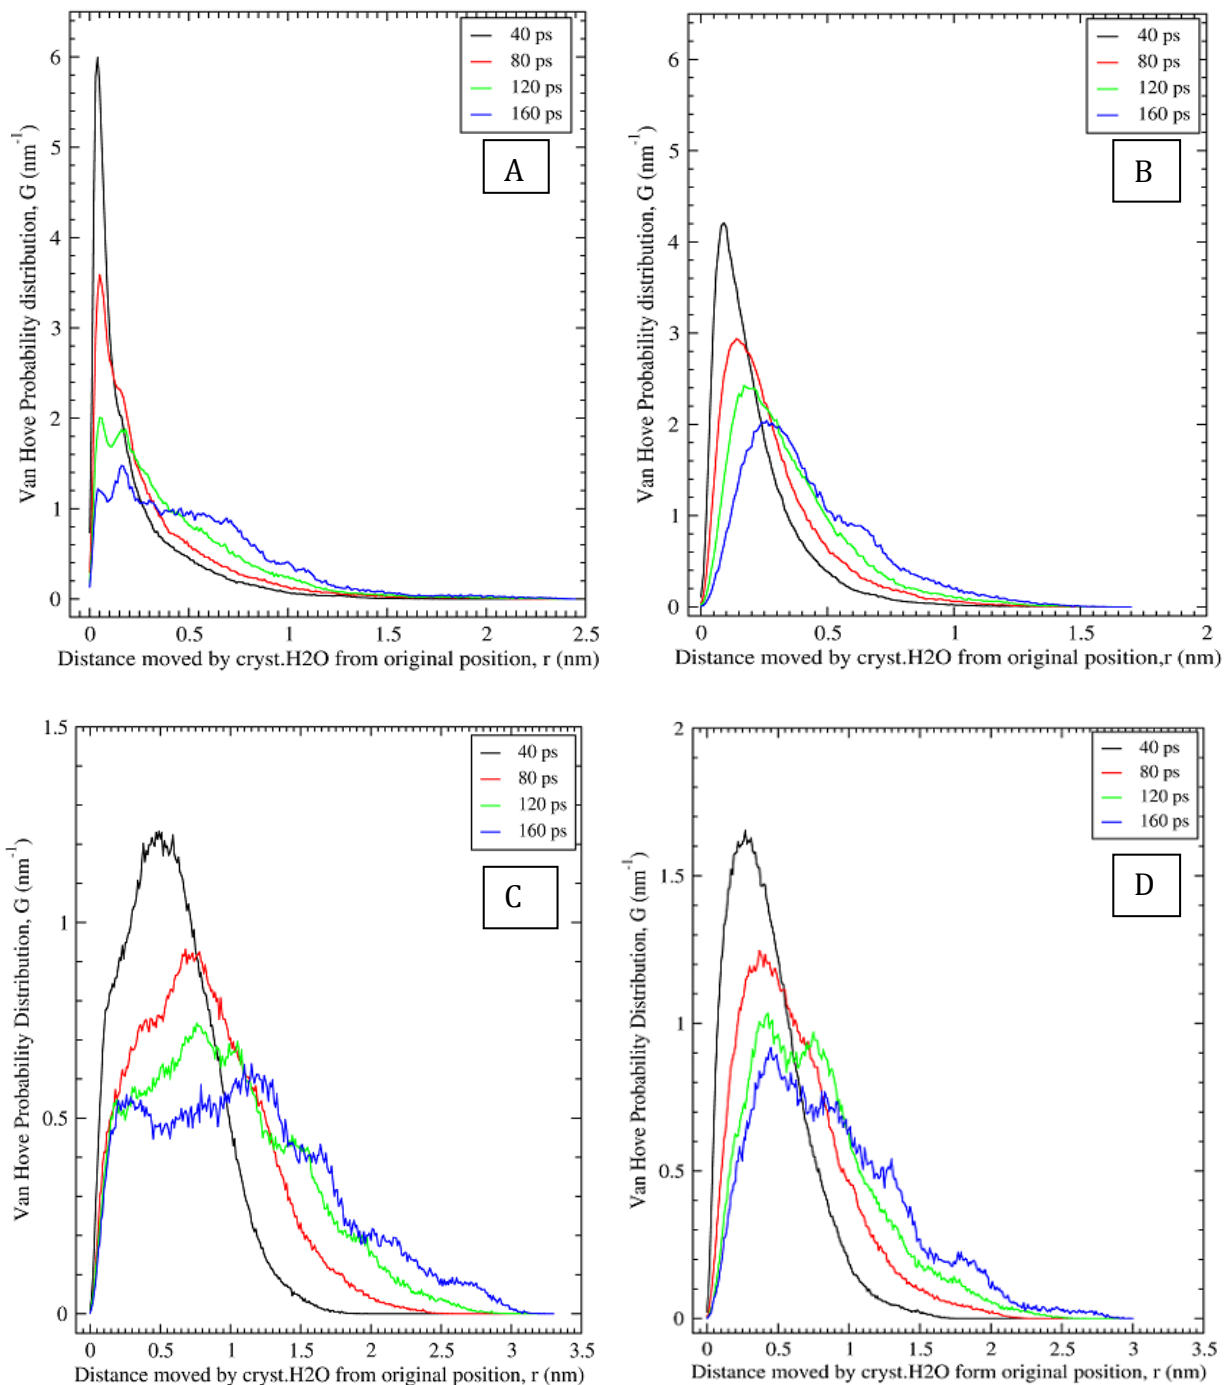 40 ps
80 ps
120 ps
160 ps
A
Van Hove Probability distribution, G (nm-1)
6
5
4
3
2
1
0
0 0.5 1 1.5 2 2.5
Distance moved by cryst.H2O from original position, r (nm)
40 ps
80 ps
120 ps
160 ps
B
Van Hove Probability distribution, G (nm-1)
6
5
4
3
2
1
0
0 0.5 1 1.5 2
Distance moved by cryst.H2O from original position,r (nm)
40 ps
80 ps
120 ps
160 ps
C
Van Hove Probability Distribution, G (nm-1)
1.5
1
0.5
0
0 0.5 1 1.5 2 2.5 3 3.5
Distance moved by cryst.H2O from original position, r (nm)
40 ps
80 ps
120 ps
160 ps
D
Van Hove Probability Distribution, G (nm-1)
2
1.5
1
0.5
0
0 0.5 1 1.5 2 2.5 3 3.5
Distance moved by cryst.H2O form original position, r (nm)